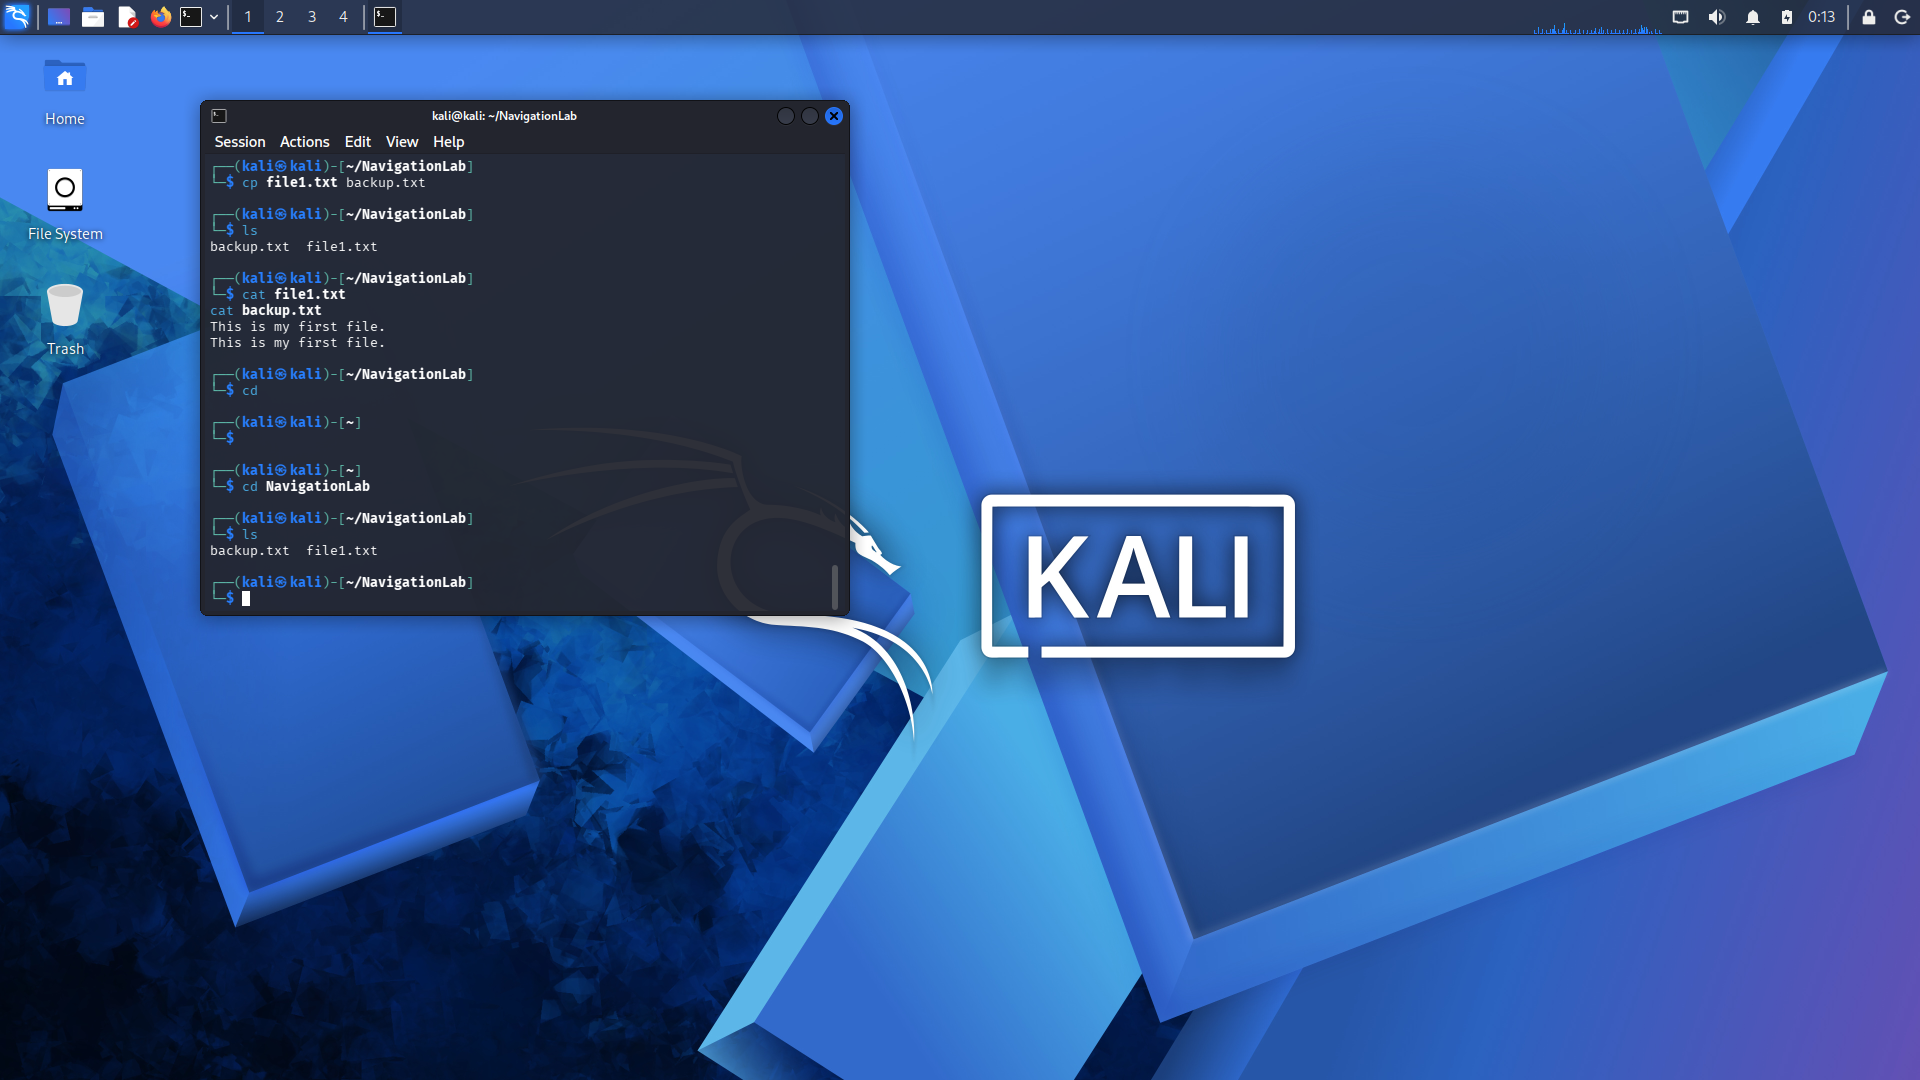 1 2 3 4 0:13
Home
File System
Trash
kali@kali: ~/NavigationLab
Session Actions Edit View Help
┌──(kali㉿kali)-[~/NavigationLab]
└─$ cp file1.txt backup.txt
┌──(kali㉿kali)-[~/NavigationLab]
└─$ ls
backup.txt  file1.txt
┌──(kali㉿kali)-[~/NavigationLab]
└─$ cat file1.txt
cat backup.txt
This is my first file.
This is my first file.
┌──(kali㉿kali)-[~/NavigationLab]
└─$ cd
┌──(kali㉿kali)-[~]
└─$
┌──(kali㉿kali)-[~]
└─$ cd NavigationLab
┌──(kali㉿kali)-[~/NavigationLab]
└─$ ls
backup.txt  file1.txt
┌──(kali㉿kali)-[~/NavigationLab]
└─$
KALI